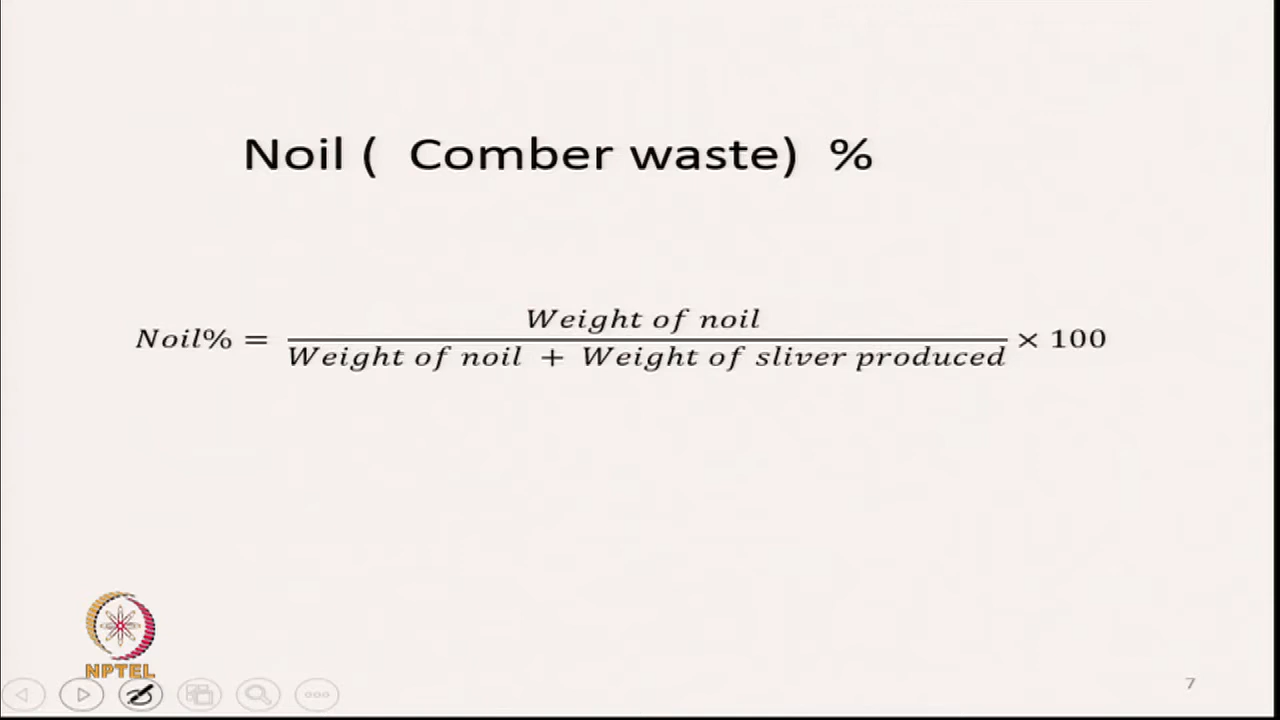 Noil ( Comber waste) %
Noil% = Weight of noil / Weight of noil + Weight of sliver produced × 100
NPTEL
7